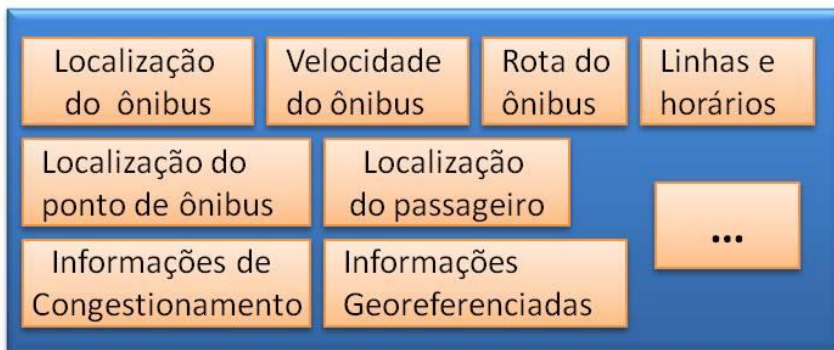 Localização
do ônibus
Velocidade
do ônibus
Rota do
ônibus
Linhas e
horários
Localização do
ponto de ônibus
Localização
do passageiro
...
Informações de
Congestionamento
Informações
Georeferenciadas